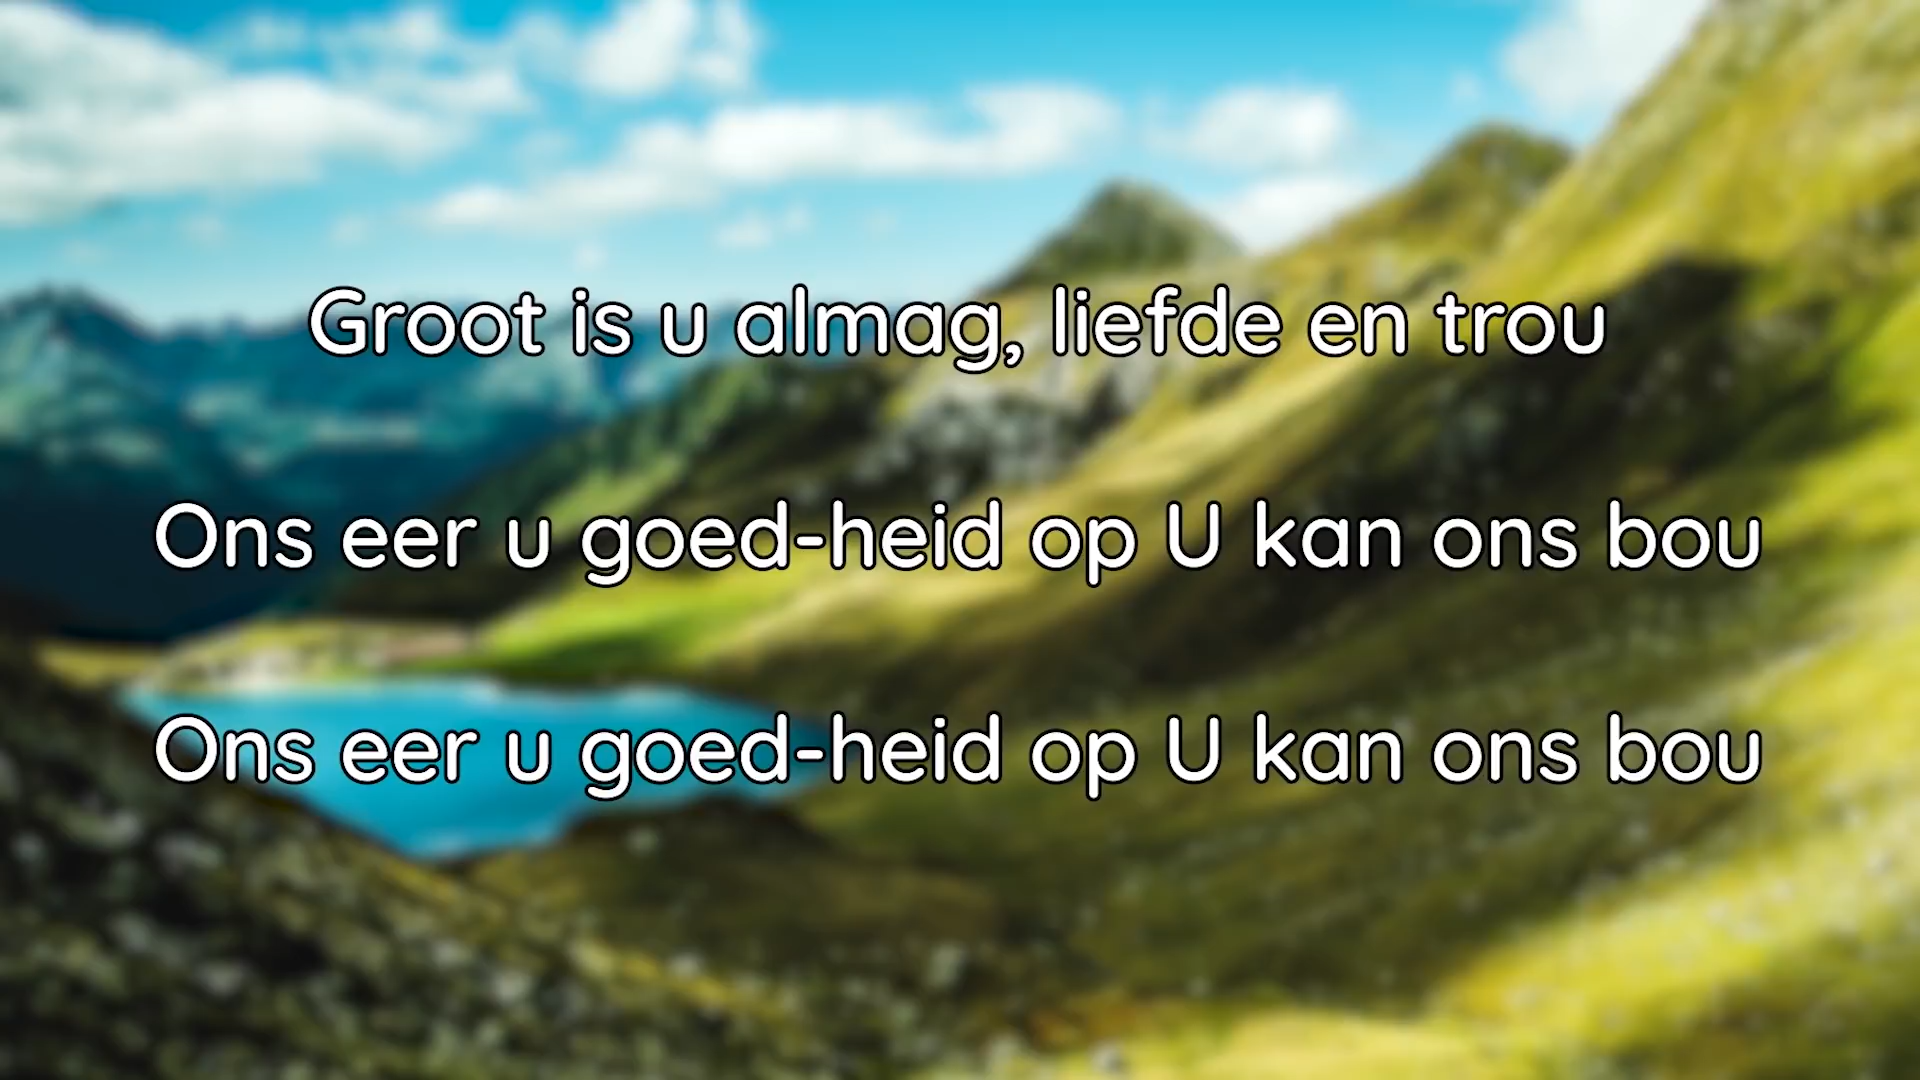 Groot is u almag, liefde en trou
Ons eer u goed-heid op U kan ons bou
Ons eer u goed-heid op U kan ons bou